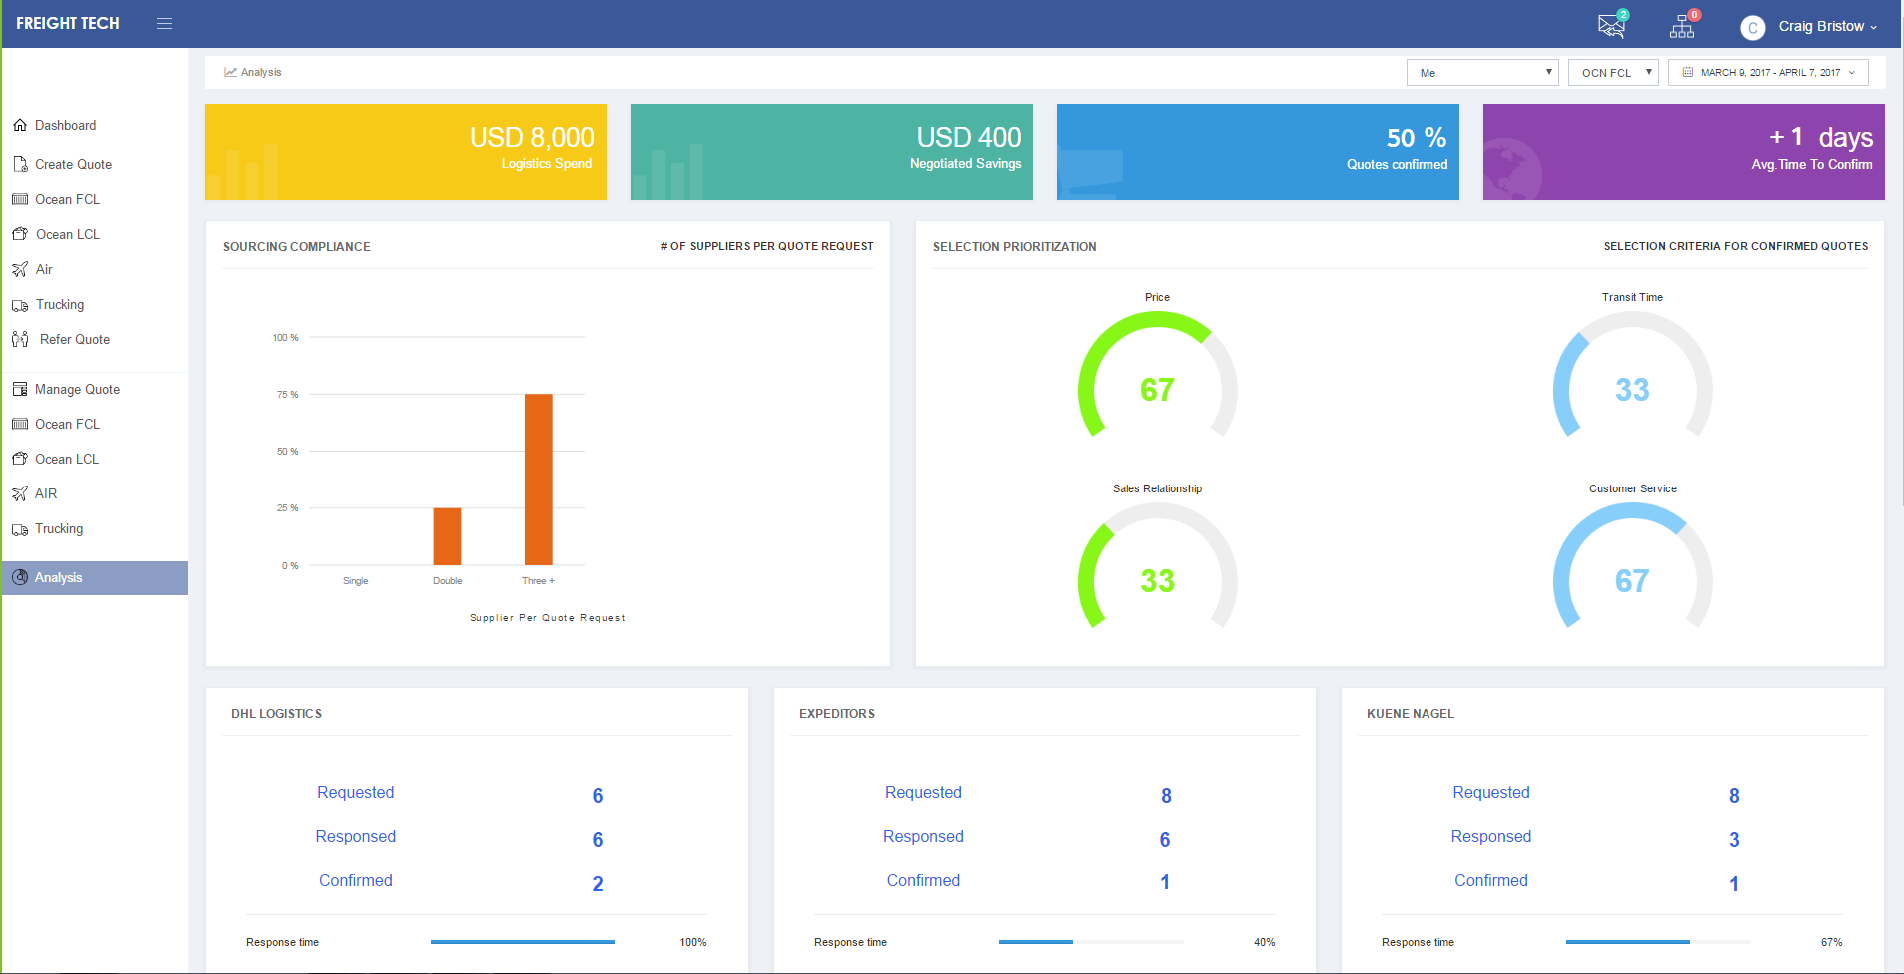 FREIGHT TECH
2
0
C
Craig Bristow
Analysis
Me
OCN FCL
MARCH 9, 2017 - APRIL 7, 2017
Dashboard
Create Quote
Ocean FCL
Ocean LCL
Air
Trucking
Refer Quote
Manage Quote
Ocean FCL
Ocean LCL
AIR
Trucking
Analysis
USD 8,000
Logistics Spend
USD 400
Negotiated Savings
50 %
Quotes confirmed
+ 1 days
Avg.Time To Confirm
SOURCING COMPLIANCE
# OF SUPPLIERS PER QUOTE REQUEST
100 %
75 %
50 %
25 %
0 %
Single
Double
Three +
Supplier Per Quote Request
SELECTION PRIORITIZATION
SELECTION CRITERIA FOR CONFIRMED QUOTES
Price
67
Transit Time
33
Sales Relationship
33
Customer Service
67
DHL LOGISTICS
Requested 6
Responsed 6
Confirmed 2
Response time 100%
EXPEDITORS
Requested 8
Responsed 6
Confirmed 1
Response time 40%
KUENE NAGEL
Requested 8
Responsed 3
Confirmed 1
Response time 67%